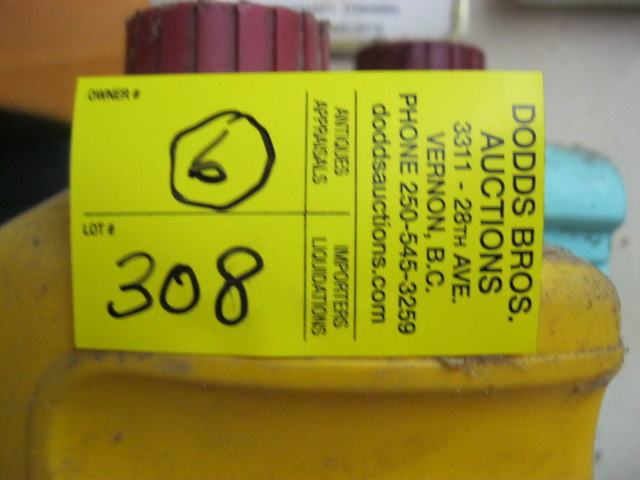 DODDS BROS.
AUCTIONS
3311 - 28TH AVE.
VERNON, B.C.
PHONE 250-545-3259
doddsauctions.com
ANTIQUES
APPRAISALS
IMPORTERS
LIQUIDATIONS
OWNER #
6
LOT #
308